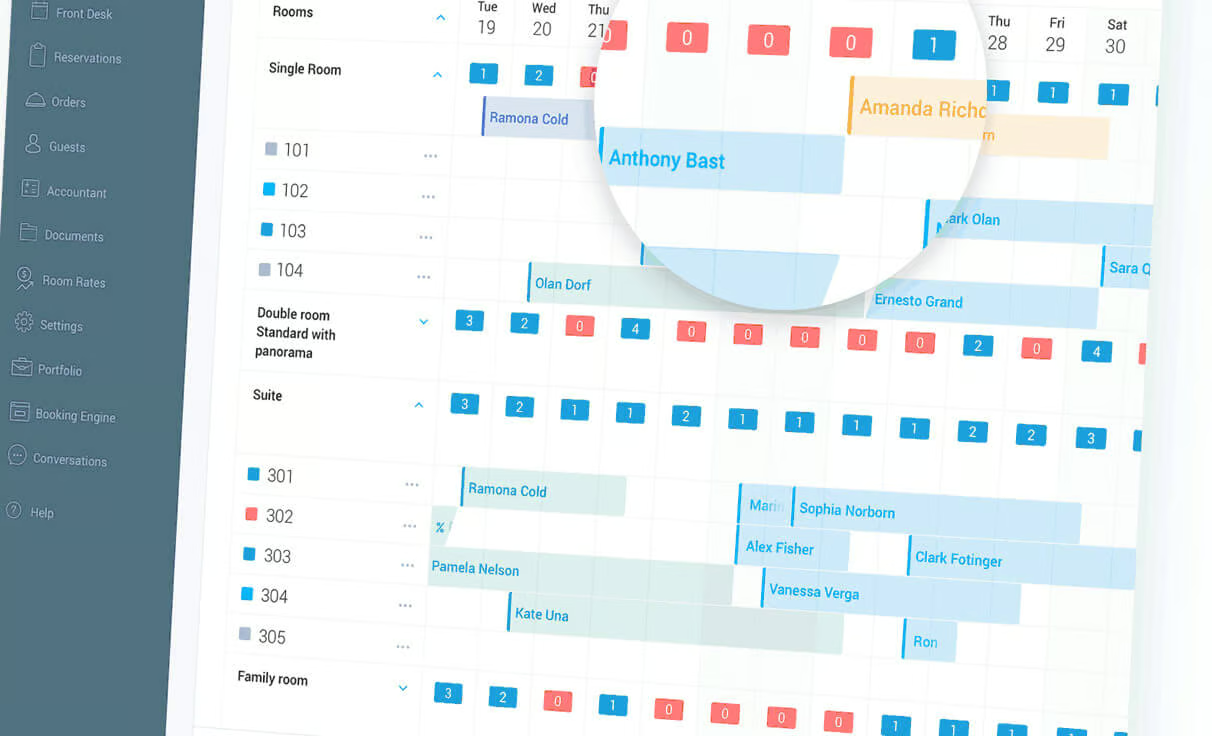 Front Desk
Reservations
Orders
Guests
Accountant
Documents
Room Rates
Settings
Portfolio
Booking Engine
Conversations
Help
Rooms
Tue 19
Wed 20
Thu 21
Thu 28
Fri 29
Sat 30
0 0 0 1
Single Room
1 2 0 1 1 1
Ramona Cold
Amanda
Anthony Bast
101
102
103
Olan
Sara
104
Olan Dorf
Ernesto Grand
Double room
Standard with
panorama
3 2 0 4 0 0 0 0 0 2 0 4
Suite
3 2 1 1 2 1 1 1 1 2 2 3
301
Ramona Cold
Sophia Norborn
302
%
Alex Fisher
Clark Fotinger
303
Pamela Nelson
Vanessa Verga
304
Kate Una
305
Ron
Family room
3 2 0 1 0 0 0 0 1 1 1 1